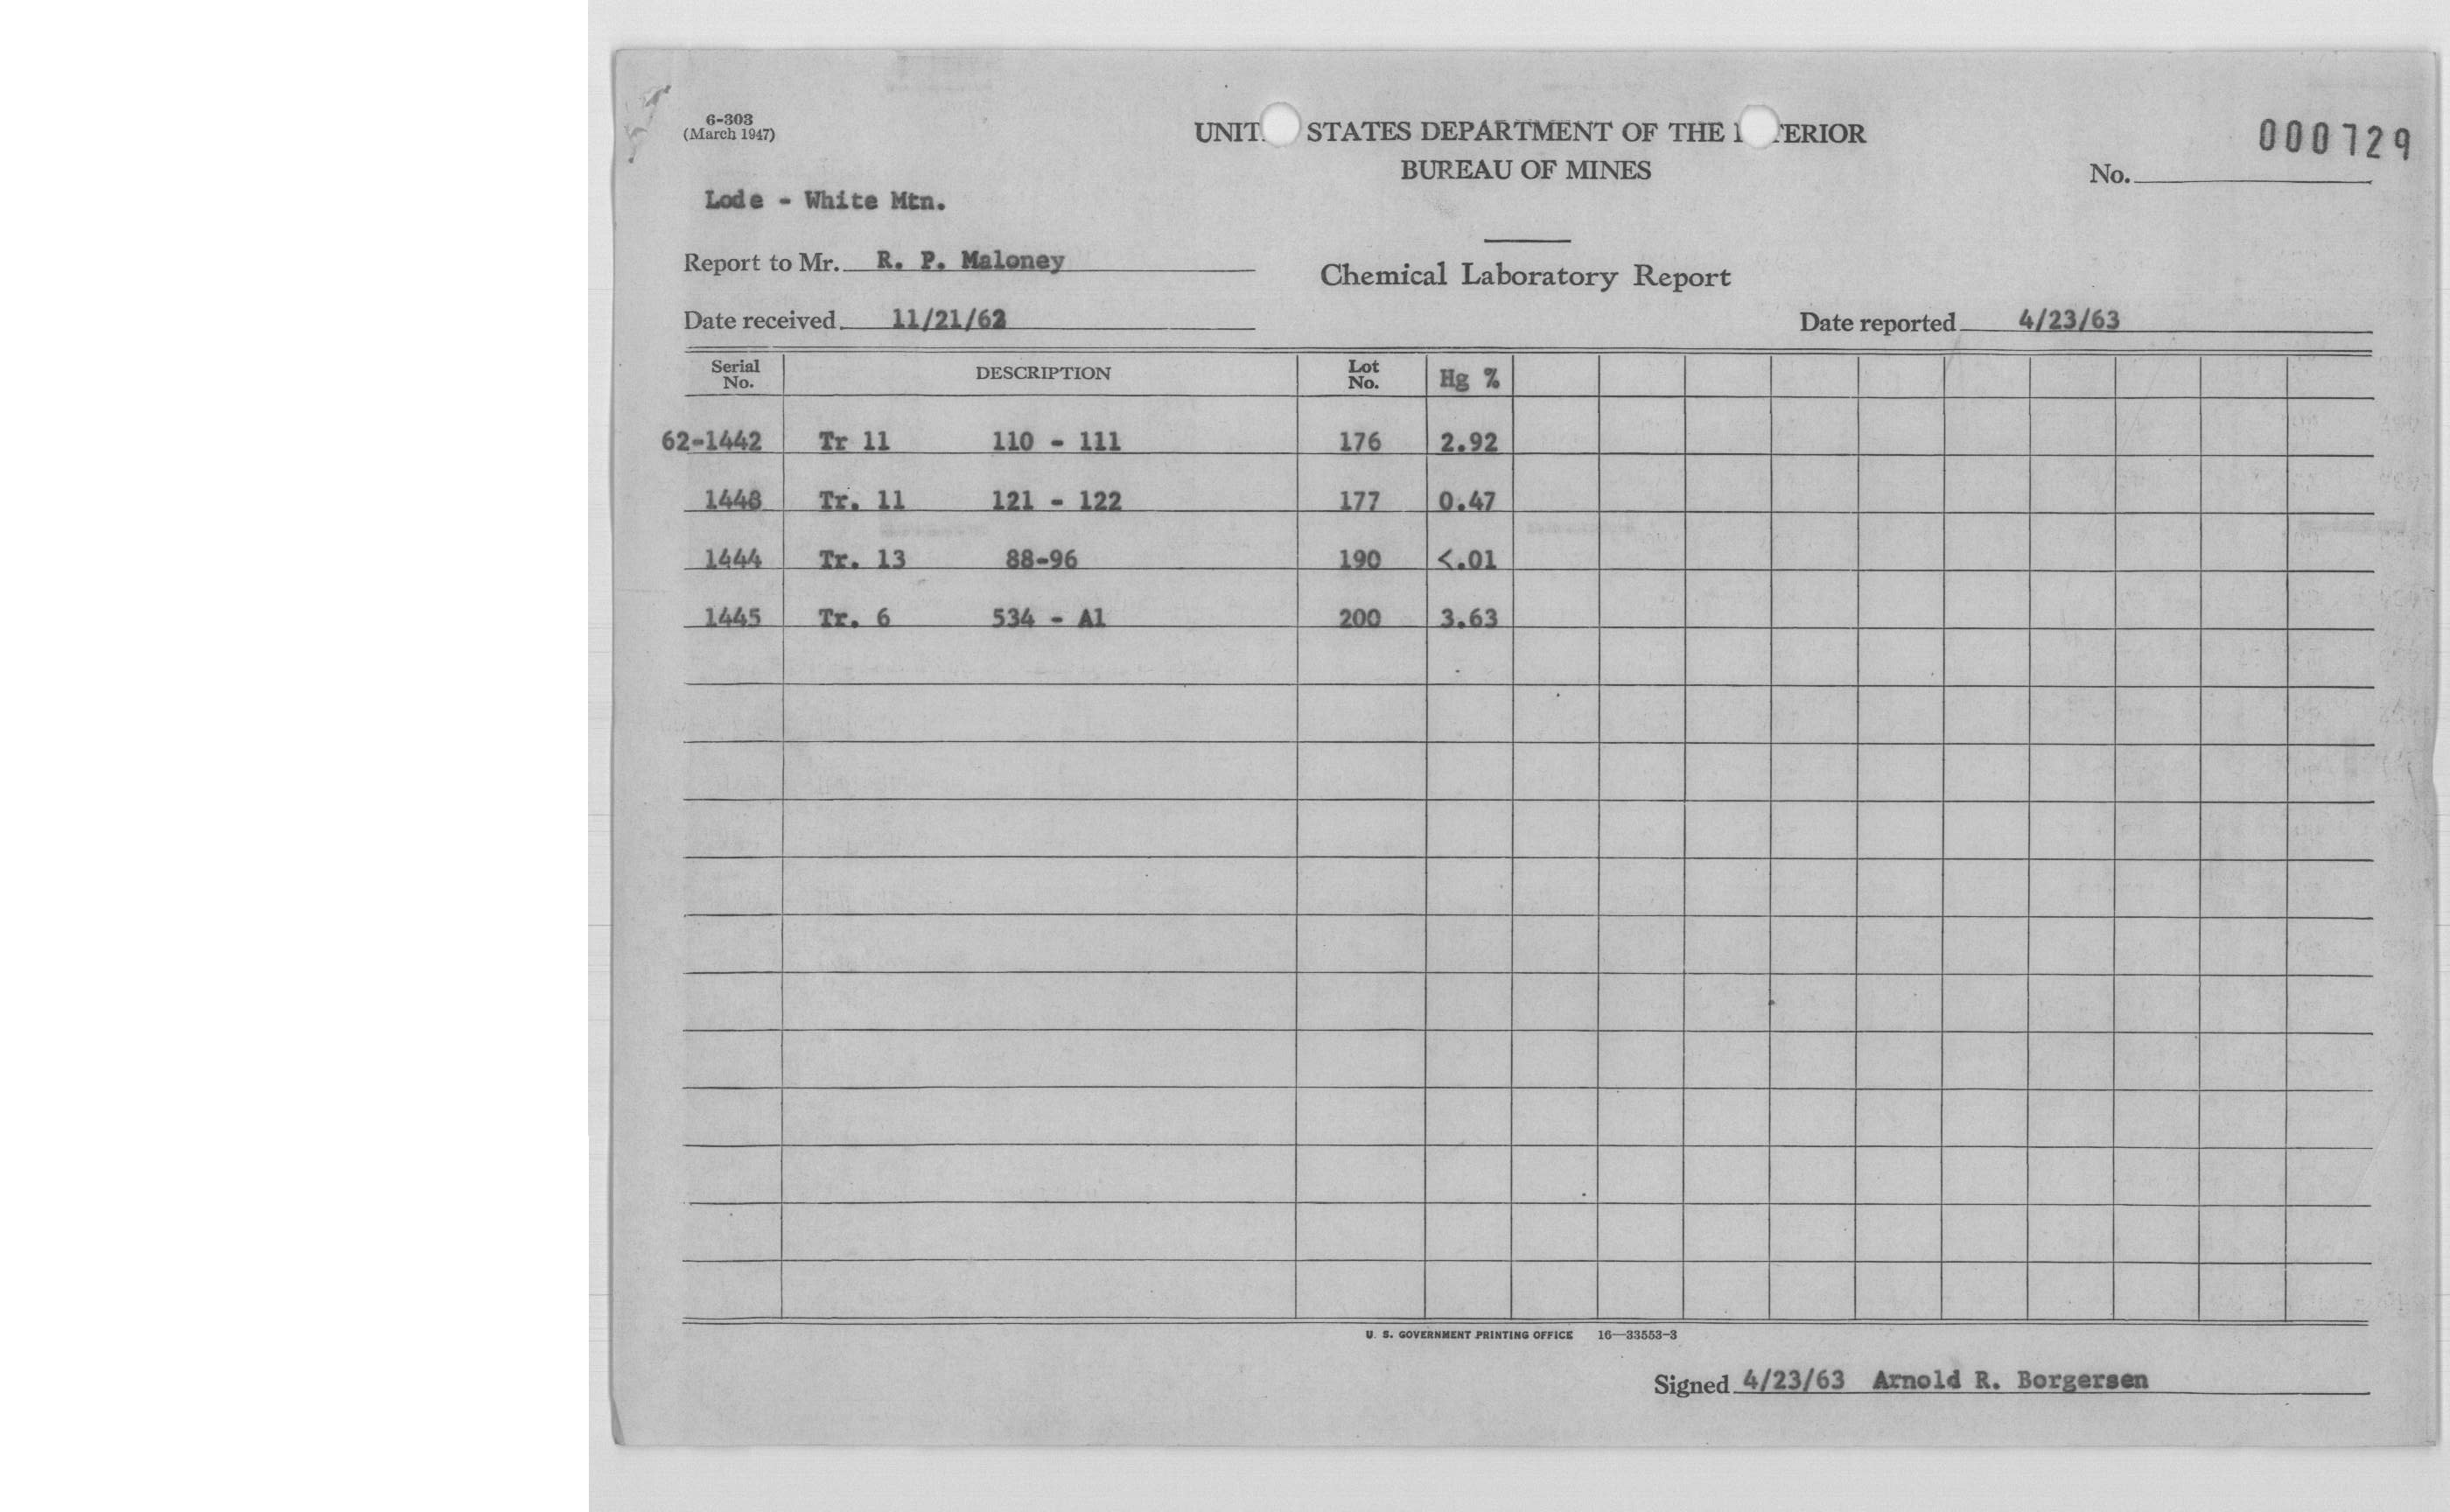 6-303
(March 1947)
UNIT STATES DEPARTMENT OF THE TERIOR
BUREAU OF MINES
000729
No.
Lode - White Mtn.
Report to Mr. R. P. Maloney
Chemical Laboratory Report
Date received 11/21/62
Date reported 4/23/63
Serial No. DESCRIPTION Lot No. Hg %
62-1442 Tr 11 110 - 111 176 2.92
1443 Tr. 11 121 - 122 177 0.47
1444 Tr. 13 88-96 190 <.01
1445 Tr. 6 534 - A1 200 3.63
U. S. GOVERNMENT PRINTING OFFICE 16—33553-3
Signed 4/23/63 Arnold R. Borgersen